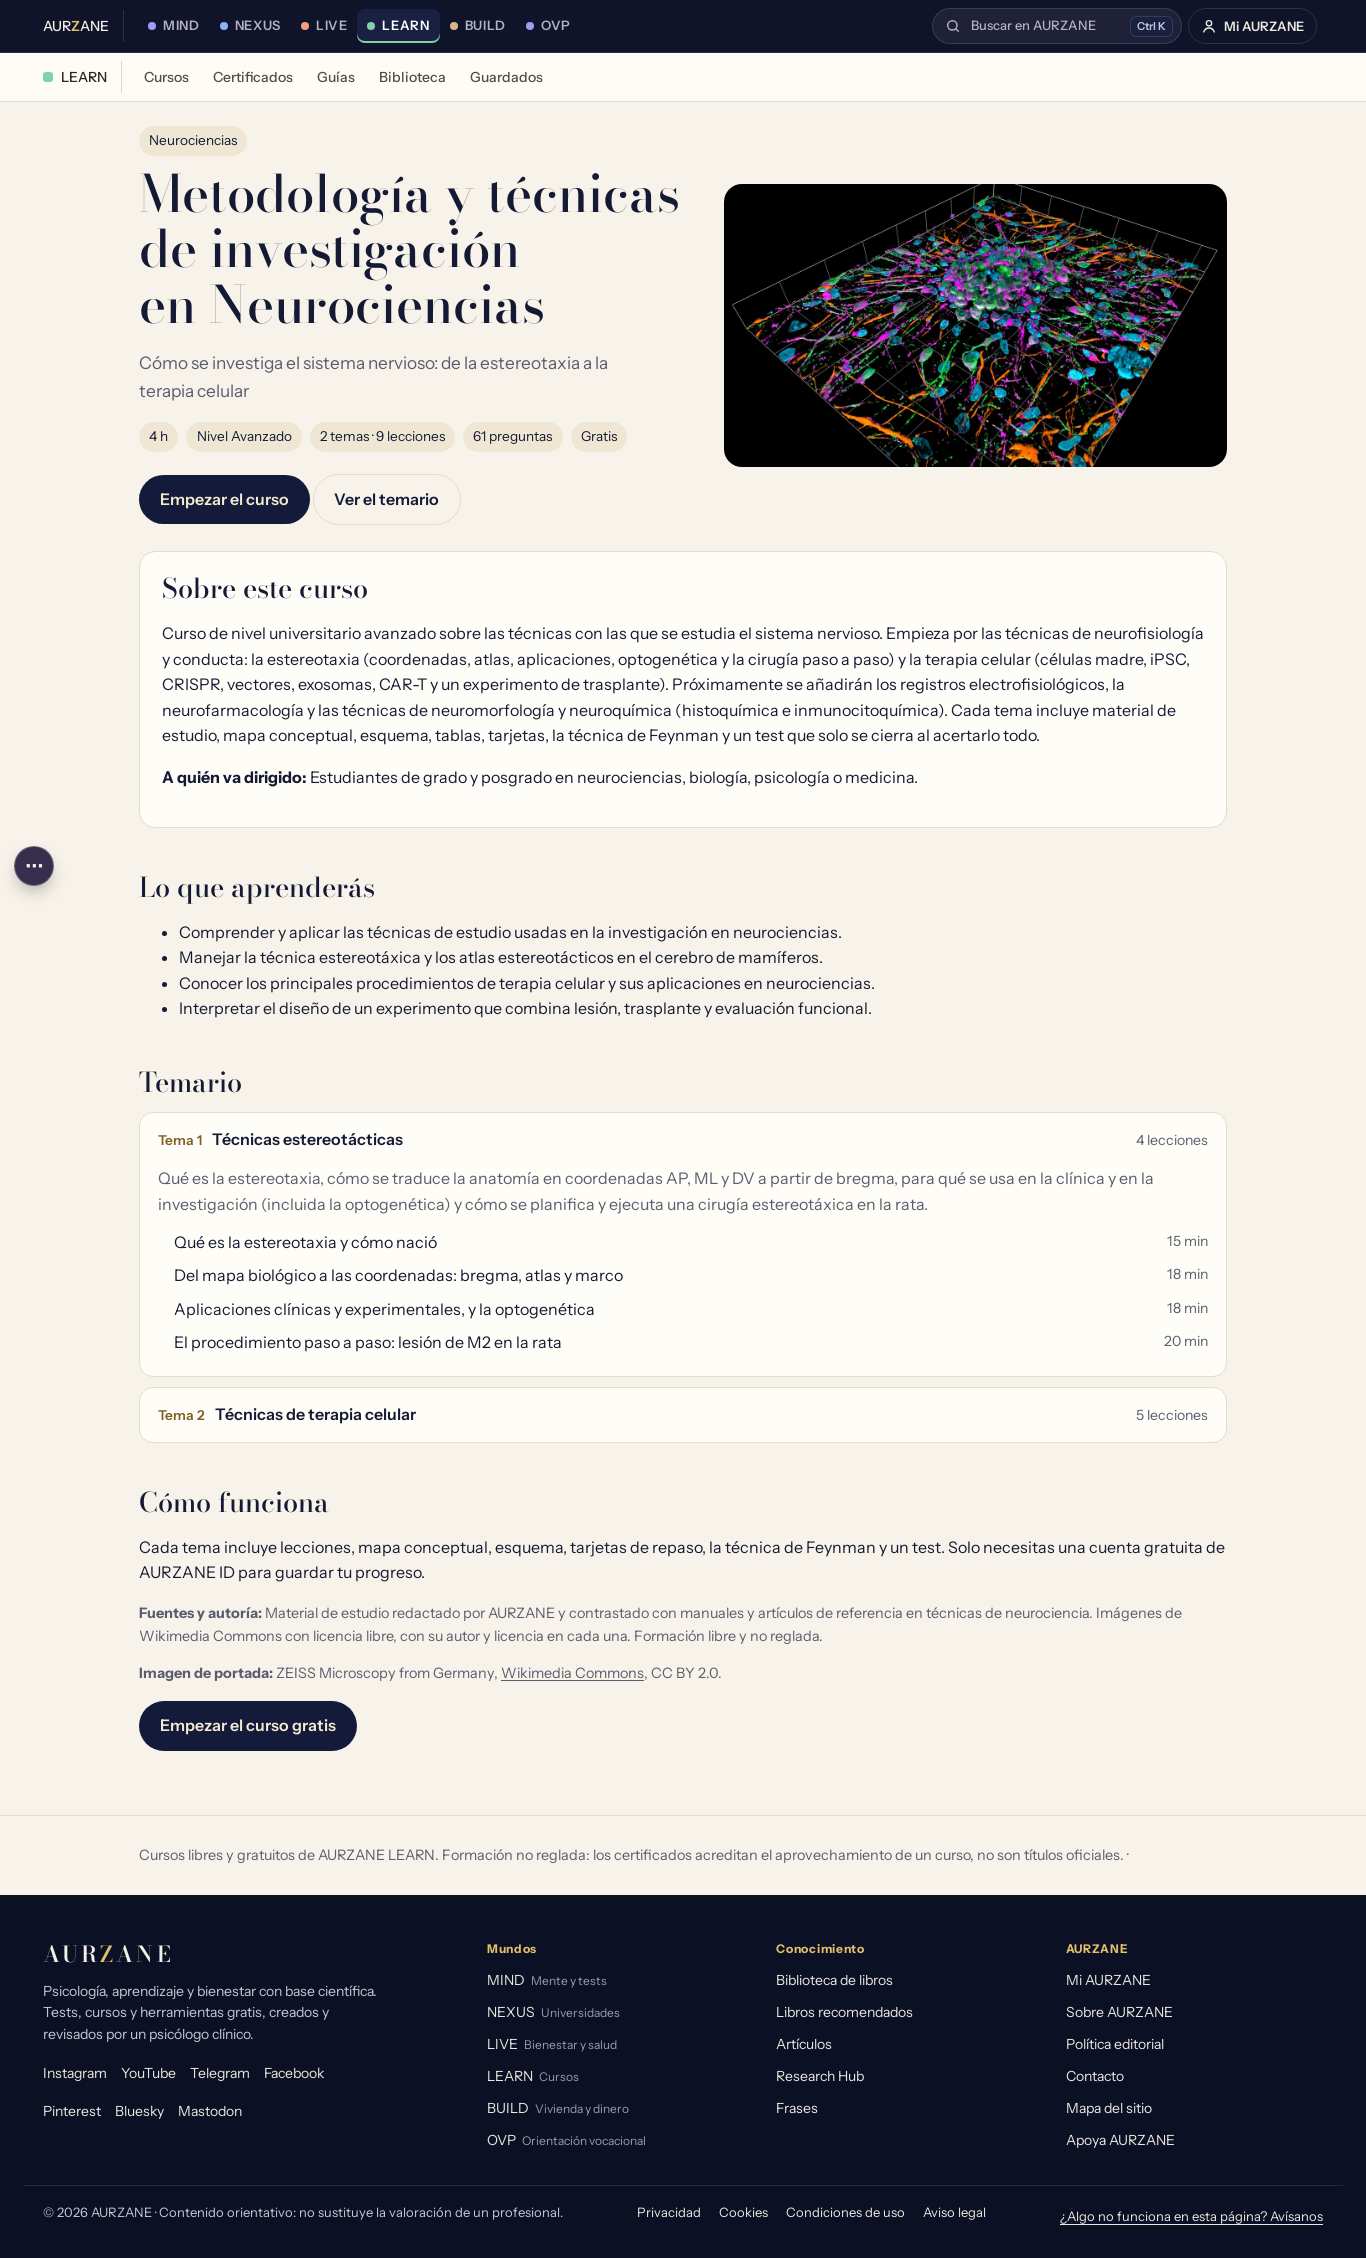 AURZANE
MIND
NEXUS
LIVE
LEARN
BUILD
OVP
Buscar en AURZANE
Ctrl K
Mi AURZANE
LEARN
Cursos
Certificados
Guías
Biblioteca
Guardados
Neurociencias
Metodología y técnicas
de investigación
en Neurociencias
Cómo se investiga el sistema nervioso: de la estereotaxia a la
terapia celular
4 h
Nivel Avanzado
2 temas · 9 lecciones
61 preguntas
Gratis
Empezar el curso
Ver el temario
Sobre este curso
Curso de nivel universitario avanzado sobre las técnicas con las que se estudia el sistema nervioso. Empieza por las técnicas de neurofisiología
y conducta: la estereotaxia (coordenadas, atlas, aplicaciones, optogenética y la cirugía paso a paso) y la terapia celular (células madre, iPSC,
CRISPR, vectores, exosomas, CAR-T y un experimento de trasplante). Próximamente se añadirán los registros electrofisiológicos, la
neurofarmacología y las técnicas de neuromorfología y neuroquímica (histoquímica e inmunocitoquímica). Cada tema incluye material de
estudio, mapa conceptual, esquema, tablas, tarjetas, la técnica de Feynman y un test que solo se cierra al acertarlo todo.
A quién va dirigido: Estudiantes de grado y posgrado en neurociencias, biología, psicología o medicina.
Lo que aprenderás
Comprender y aplicar las técnicas de estudio usadas en la investigación en neurociencias.
Manejar la técnica estereotáxica y los atlas estereotácticos en el cerebro de mamíferos.
Conocer los principales procedimientos de terapia celular y sus aplicaciones en neurociencias.
Interpretar el diseño de un experimento que combina lesión, trasplante y evaluación funcional.
Temario
Tema 1 Técnicas estereotácticas 4 lecciones
Qué es la estereotaxia, cómo se traduce la anatomía en coordenadas AP, ML y DV a partir de bregma, para qué se usa en la clínica y en la
investigación (incluida la optogenética) y cómo se planifica y ejecuta una cirugía estereotáxica en la rata.
Qué es la estereotaxia y cómo nació 15 min
Del mapa biológico a las coordenadas: bregma, atlas y marco 18 min
Aplicaciones clínicas y experimentales, y la optogenética 18 min
El procedimiento paso a paso: lesión de M2 en la rata 20 min
Tema 2 Técnicas de terapia celular 5 lecciones
Cómo funciona
Cada tema incluye lecciones, mapa conceptual, esquema, tarjetas de repaso, la técnica de Feynman y un test. Solo necesitas una cuenta gratuita de
AURZANE ID para guardar tu progreso.
Fuentes y autoría: Material de estudio redactado por AURZANE y contrastado con manuales y artículos de referencia en técnicas de neurociencia. Imágenes de
Wikimedia Commons con licencia libre, con su autor y licencia en cada una. Formación libre y no reglada.
Imagen de portada: ZEISS Microscopy from Germany, Wikimedia Commons, CC BY 2.0.
Empezar el curso gratis
Cursos libres y gratuitos de AURZANE LEARN. Formación no reglada: los certificados acreditan el aprovechamiento de un curso, no son títulos oficiales. ·
AURZANE
Psicología, aprendizaje y bienestar con base científica.
Tests, cursos y herramientas gratis, creados y
revisados por un psicólogo clínico.
Instagram YouTube Telegram Facebook
Pinterest Bluesky Mastodon
Mundos
MIND Mente y tests
NEXUS Universidades
LIVE Bienestar y salud
LEARN Cursos
BUILD Vivienda y dinero
OVP Orientación vocacional
Conocimiento
Biblioteca de libros
Libros recomendados
Artículos
Research Hub
Frases
AURZANE
Mi AURZANE
Sobre AURZANE
Política editorial
Contacto
Mapa del sitio
Apoya AURZANE
© 2026 AURZANE · Contenido orientativo: no sustituye la valoración de un profesional.
Privacidad Cookies Condiciones de uso Aviso legal
¿Algo no funciona en esta página? Avísanos